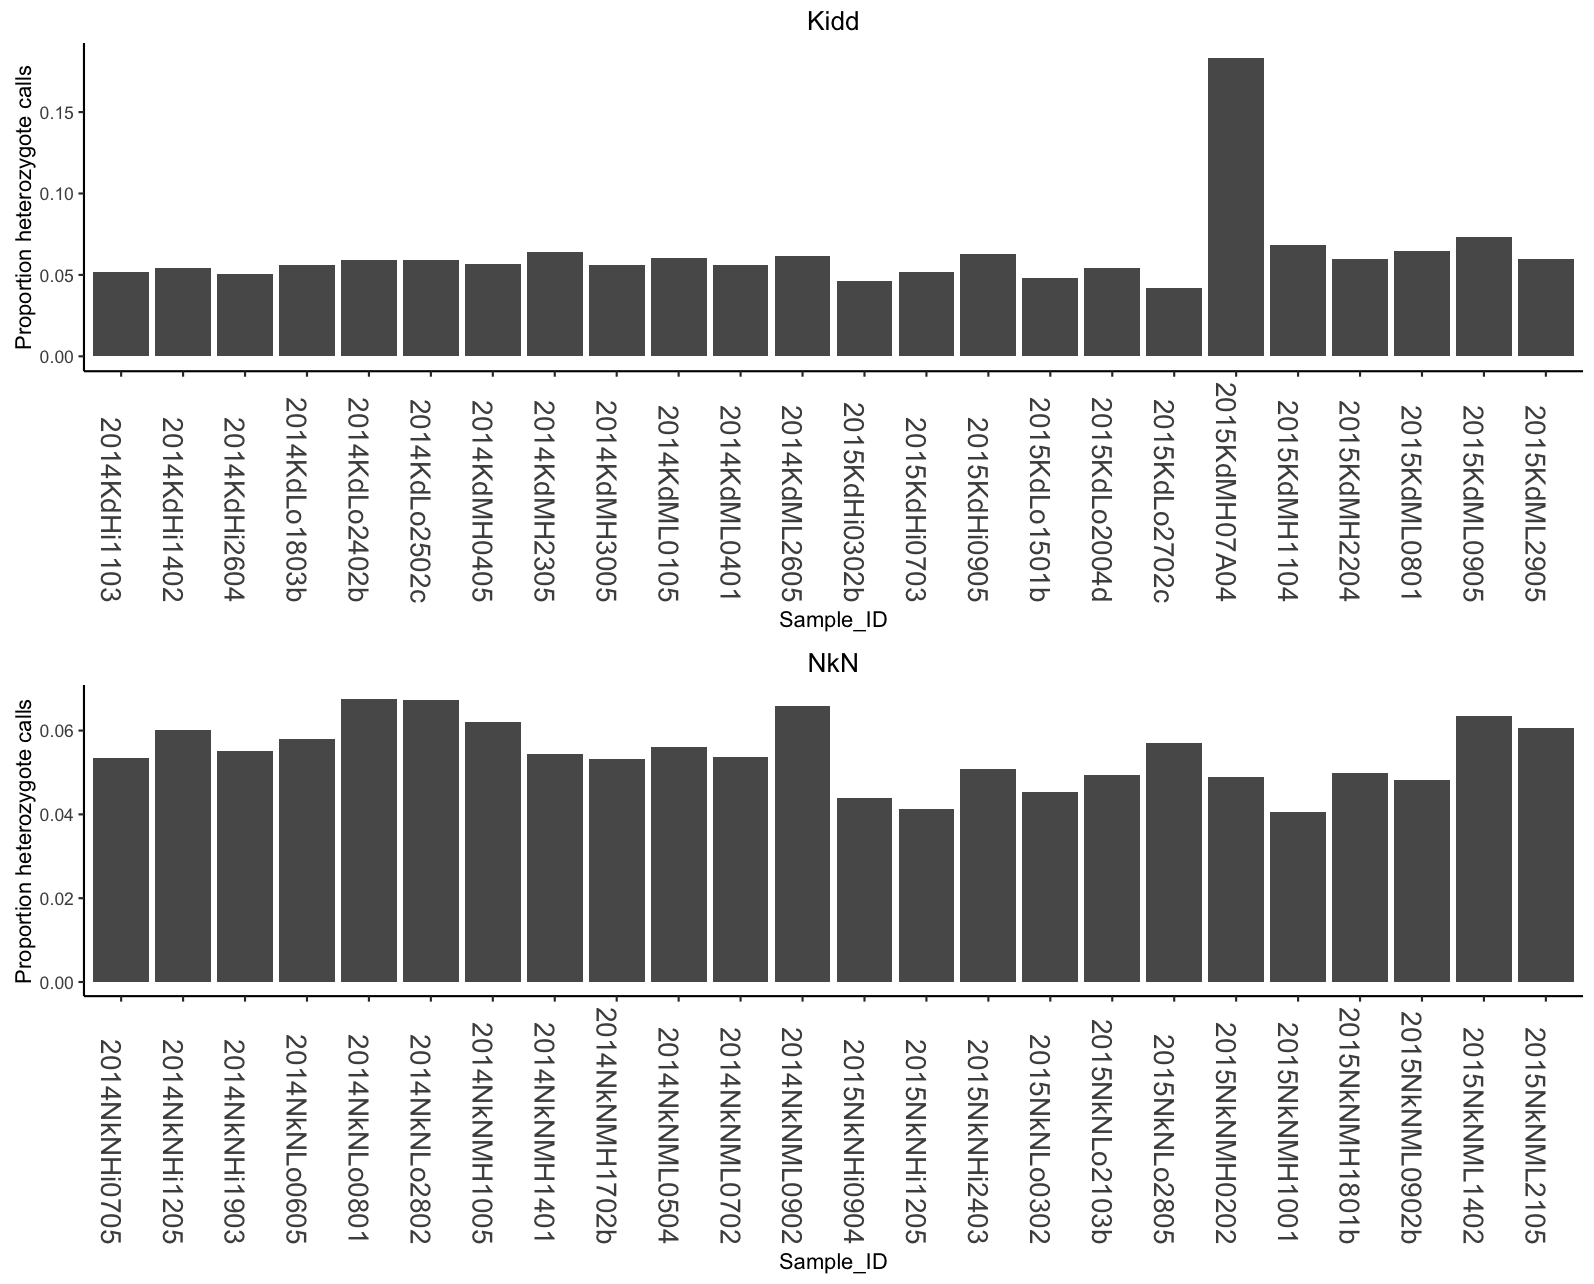 Kidd
Proportion heterozygote calls
0.15
0.10
0.05
0.00
2014KdHi1103
2014KdHi1402
2014KdHi2604
2014KdLo1803b
2014KdLo2402b
2014KdLo2502c
2014KdMH0405
2014KdMH2305
2014KdMH3005
2014KdML0105
2014KdML0401
2014KdML2605
2015KdHi0302b
2015KdHi0703
2015KdHi0905
2015KdLo1501b
2015KdLo2004d
2015KdLo2702c
2015KdMH07A04
2015KdMH1104
2015KdMH2204
2015KdML0801
2015KdML0905
2015KdML2905
Sample_ID
NkN
Proportion heterozygote calls
0.06
0.04
0.02
0.00
2014NkNHi0705
2014NkNHi1205
2014NkNHi1903
2014NkNLo0605
2014NkNLo0801
2014NkNLo2802
2014NkNMH1005
2014NkNMH1401
2014NkNMH1702b
2014NkNML0504
2014NkNML0702
2014NkNML0902
2015NkNHi0904
2015NkNHi1205
2015NkNHi2403
2015NkNLo0302
2015NkNLo2103b
2015NkNLo2805
2015NkNMH0202
2015NkNMH1001
2015NkNMH1801b
2015NkNML0902b
2015NkNML1402
2015NkNML2105
Sample_ID